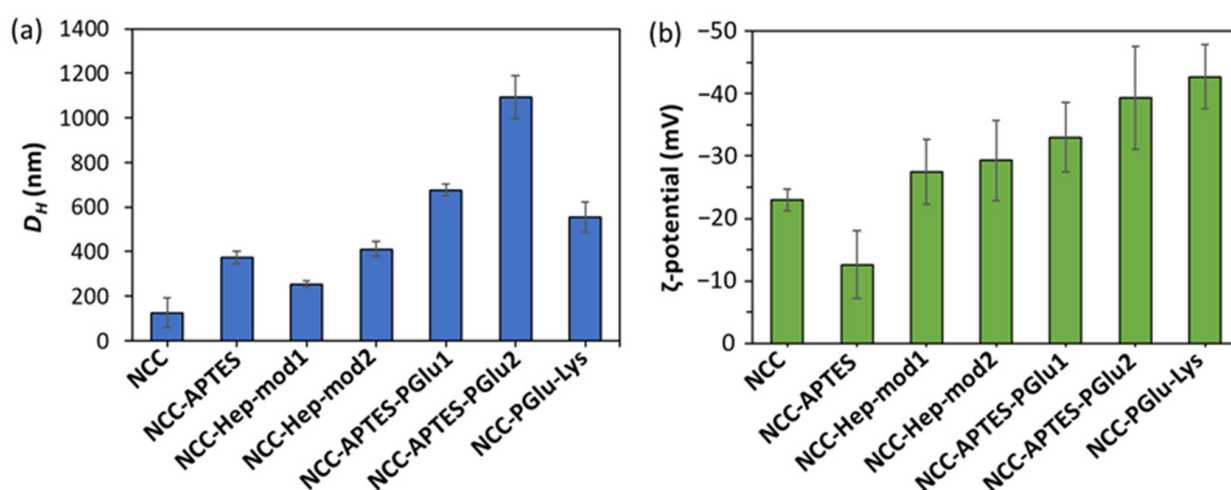 (a)
1400
1200
1000
800
600
400
200
0
D_H (nm)
NCC
NCC-APTES
NCC-Hep-mod1
NCC-Hep-mod2
NCC-APTES-PGlu1
NCC-APTES-PGlu2
NCC-PGlu-Lys
(b)
−50
−40
−30
−20
−10
0
ζ-potential (mV)
NCC
NCC-APTES
NCC-Hep-mod1
NCC-Hep-mod2
NCC-APTES-PGlu1
NCC-APTES-PGlu2
NCC-PGlu-Lys